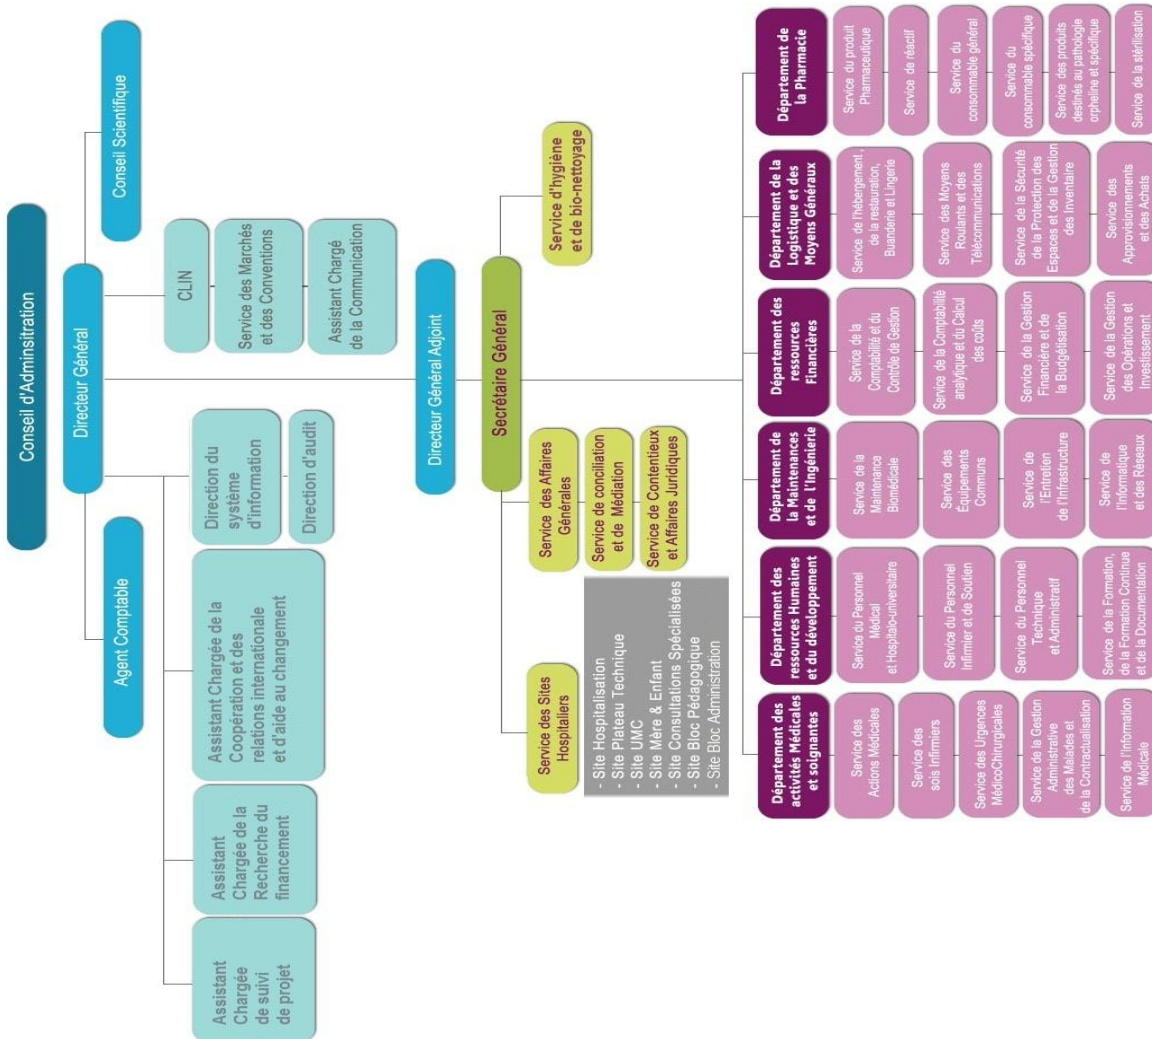 Conseil d'Adminsitration
Agent Comptable
Directeur Général
Conseil Scientifique
Assistant
Chargée
de suivi
de projet
Assistant
Chargée de la
Recherche du
financement
Assistant Chargée de la
Coopération et des
relations internationale
et d'aide au changement
Direction du
système
d'information
Direction d'audit
CLIN
Service des Marchés
et des Conventions
Assistant Chargé
de la Communication
Directeur Général Adjoint
Secrétaire Général
Service des Sites
Hospitaliers
- Site Hospitalisation
- Site Plateau Technique
- Site UMC
- Site Mère & Enfant
- Site Consultations Spécialisées
- Site Bloc Pédagogique
- Site Bloc Administration
Service des Affaires
Générales
Service de conciliation
et de Médiation
Service de Contentieux
et Affaires Juridiques
Service d'hygiène
et de bio-nettoyage
Département des
activités Médicales
et soignantes
Service des
Actions Médicales
Service des
sois Infirmiers
Service des Urgences
MédicoChirurgicales
Service de la Gestion
Administrative
des Malades et
de la Contractualisation
Service de l'Information
Médicale
Département des
ressources Humaines
et du développement
Service du Personnel
Médical
et Hospitalo-universitaire
Service du Personnel
Infirmier et de Soutien
Service du Personnel
Technique
et Administratif
Service de la Formation,
de la Formation Continue
et de la Documentation
Département de
la Maintenances
et de l'Ingénierie
Service de la
Maintenance
Biomédicale
Service des
Équipements
Communs
Service de
l'Entrotion
de l'Infrastructure
Service de
l'Informatique
et des Réseaux
Département des
ressources
Financières
Service de la
Comptabilité et du
Contrôle de Gestion
Service de la Comptabilité
analytique et du Calcul
des coûts
Service de la Gestion
Financière et de
la Budgétisation
Service de la Gestion
des Opérations et
Investissement
Département de la
Logistique et des
Moyens Généraux
Service de l'hébergement,
de la restauration,
Buanderie et Lingerie
Service des Moyens
Roulants et des
Télécommunications
Service de la Sécurité
de la Protection des
Espaces et de la Gestion
des Inventaire
Service des
Approvisionnements
et des Achats
Département de
la Pharmacie
Service du produit
Pharmaceutique
Service de réactif
Service du
consommable général
Service du
consommable spécifique
Service des produits
destinés au pathologie
orpheline et spécifique
Service de la stérilisation